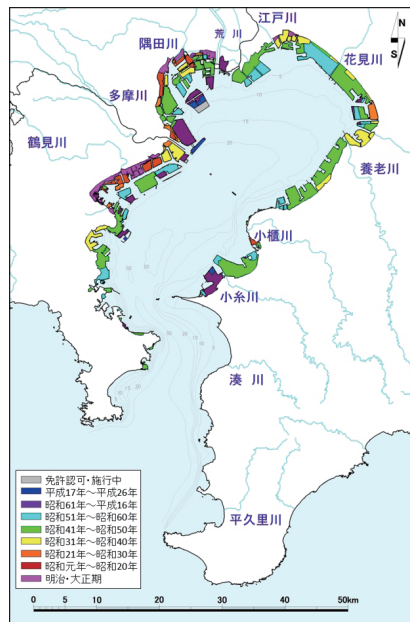 江戸川
N
S
荒川
隅田川
花見川
多摩川
鶴見川
養老川
小櫃川
小糸川
湊 川
平久里川
免許認可・施行中
平成17年~平成26年
昭和61年~平成16年
昭和51年~昭和60年
昭和41年~昭和50年
昭和31年~昭和40年
昭和21年~昭和30年
昭和元年~昭和20年
明治・大正期
0 10 20 30 40 50km